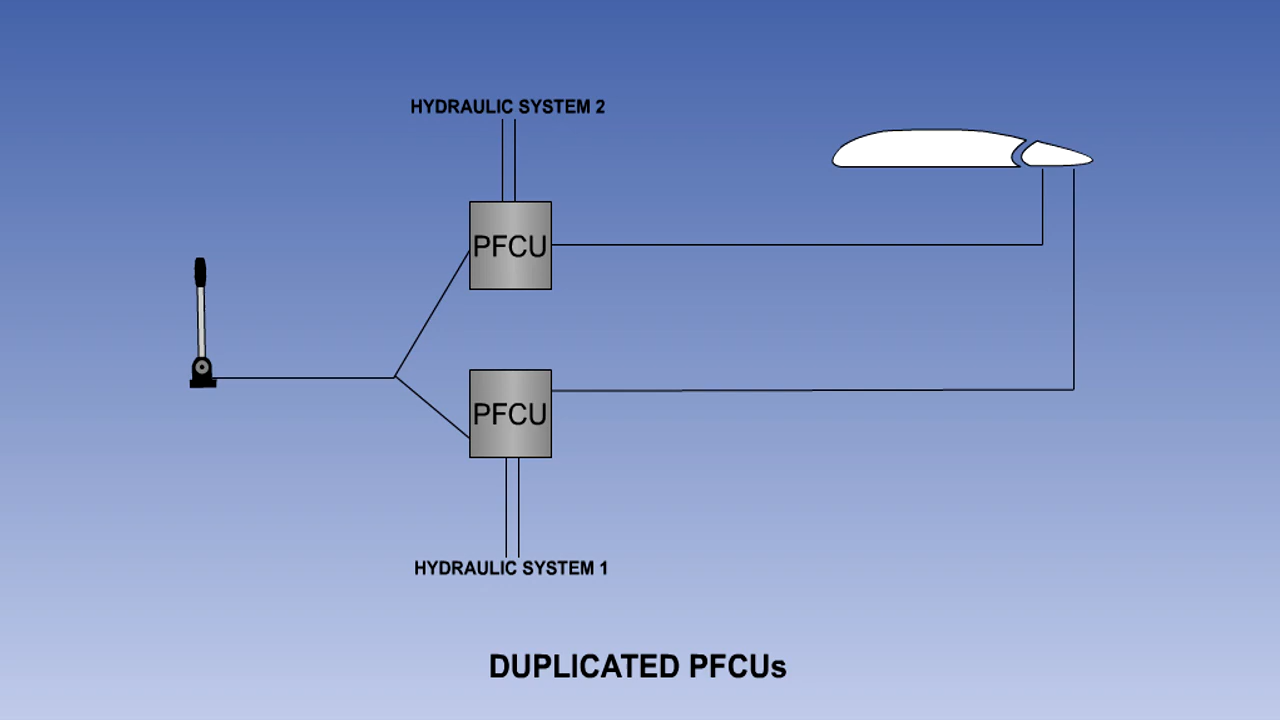 HYDRAULIC SYSTEM 2
PFCU
PFCU
HYDRAULIC SYSTEM 1
DUPLICATED PFCUs